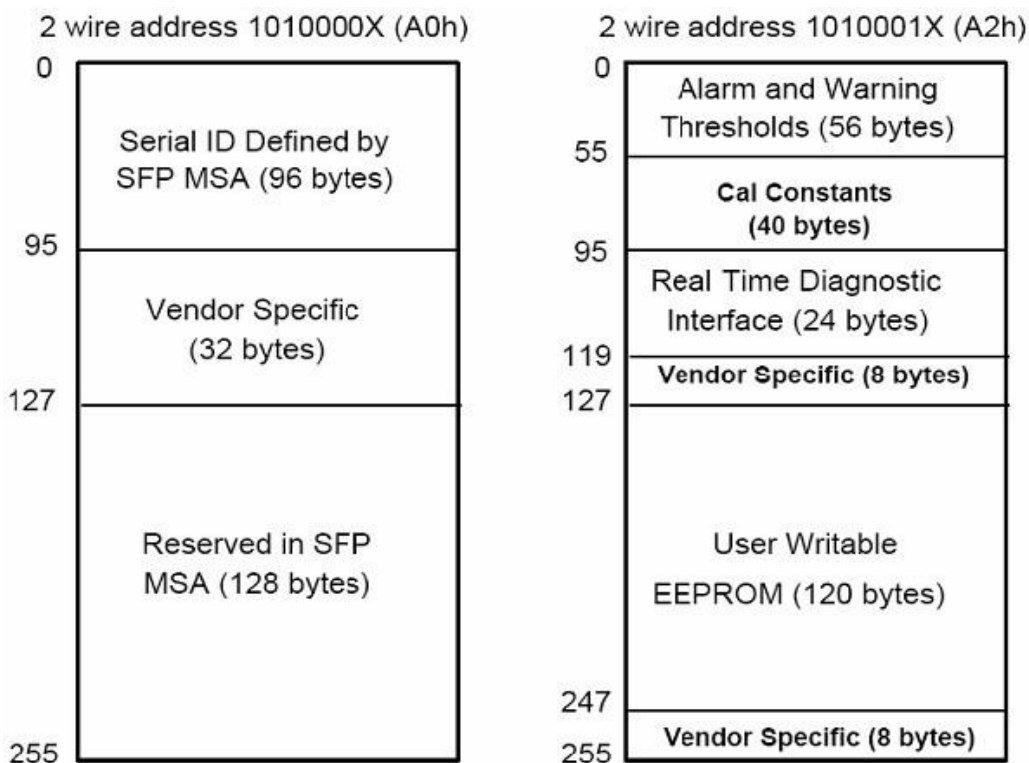 2 wire address 1010000X (A0h)
0
Serial ID Defined by
SFP MSA (96 bytes)
95
Vendor Specific
(32 bytes)
127
Reserved in SFP
MSA (128 bytes)
255
2 wire address 1010001X (A2h)
0
Alarm and Warning
Thresholds (56 bytes)
55
Cal Constants
(40 bytes)
95
Real Time Diagnostic
Interface (24 bytes)
119
Vendor Specific (8 bytes)
127
User Writable
EEPROM (120 bytes)
247
Vendor Specific (8 bytes)
255